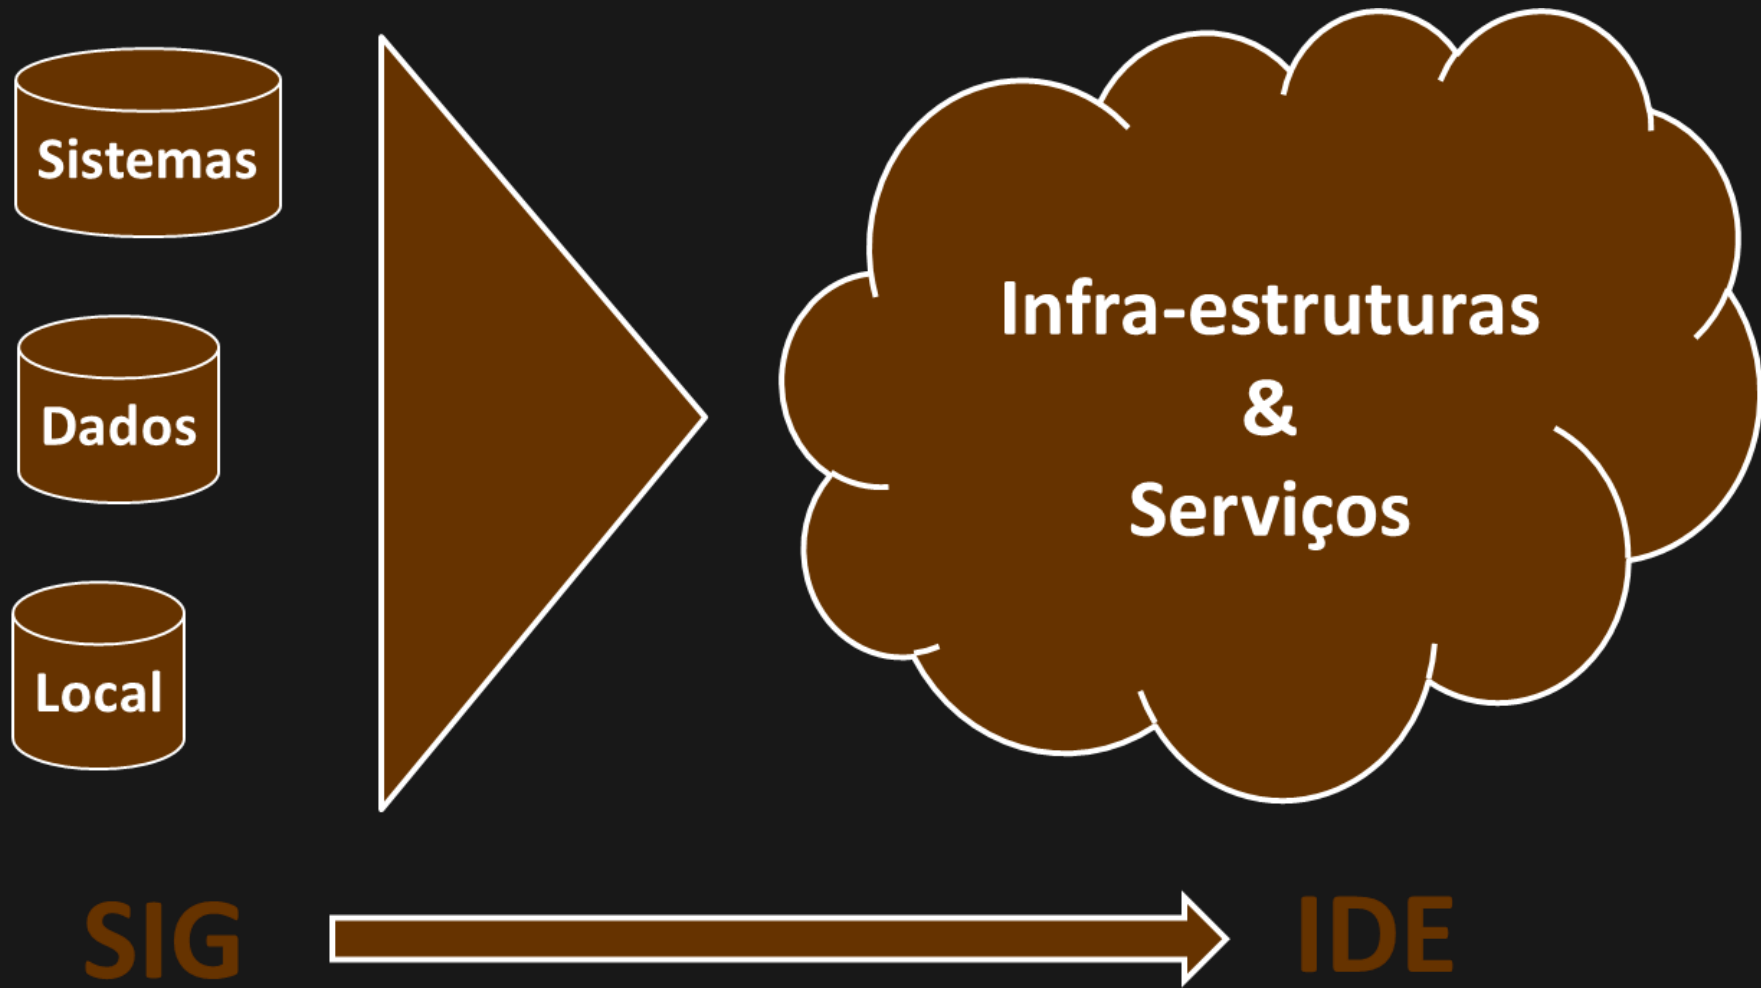 Sistemas
Dados
Local
Infra-estruturas
&
Serviços
SIG
IDE